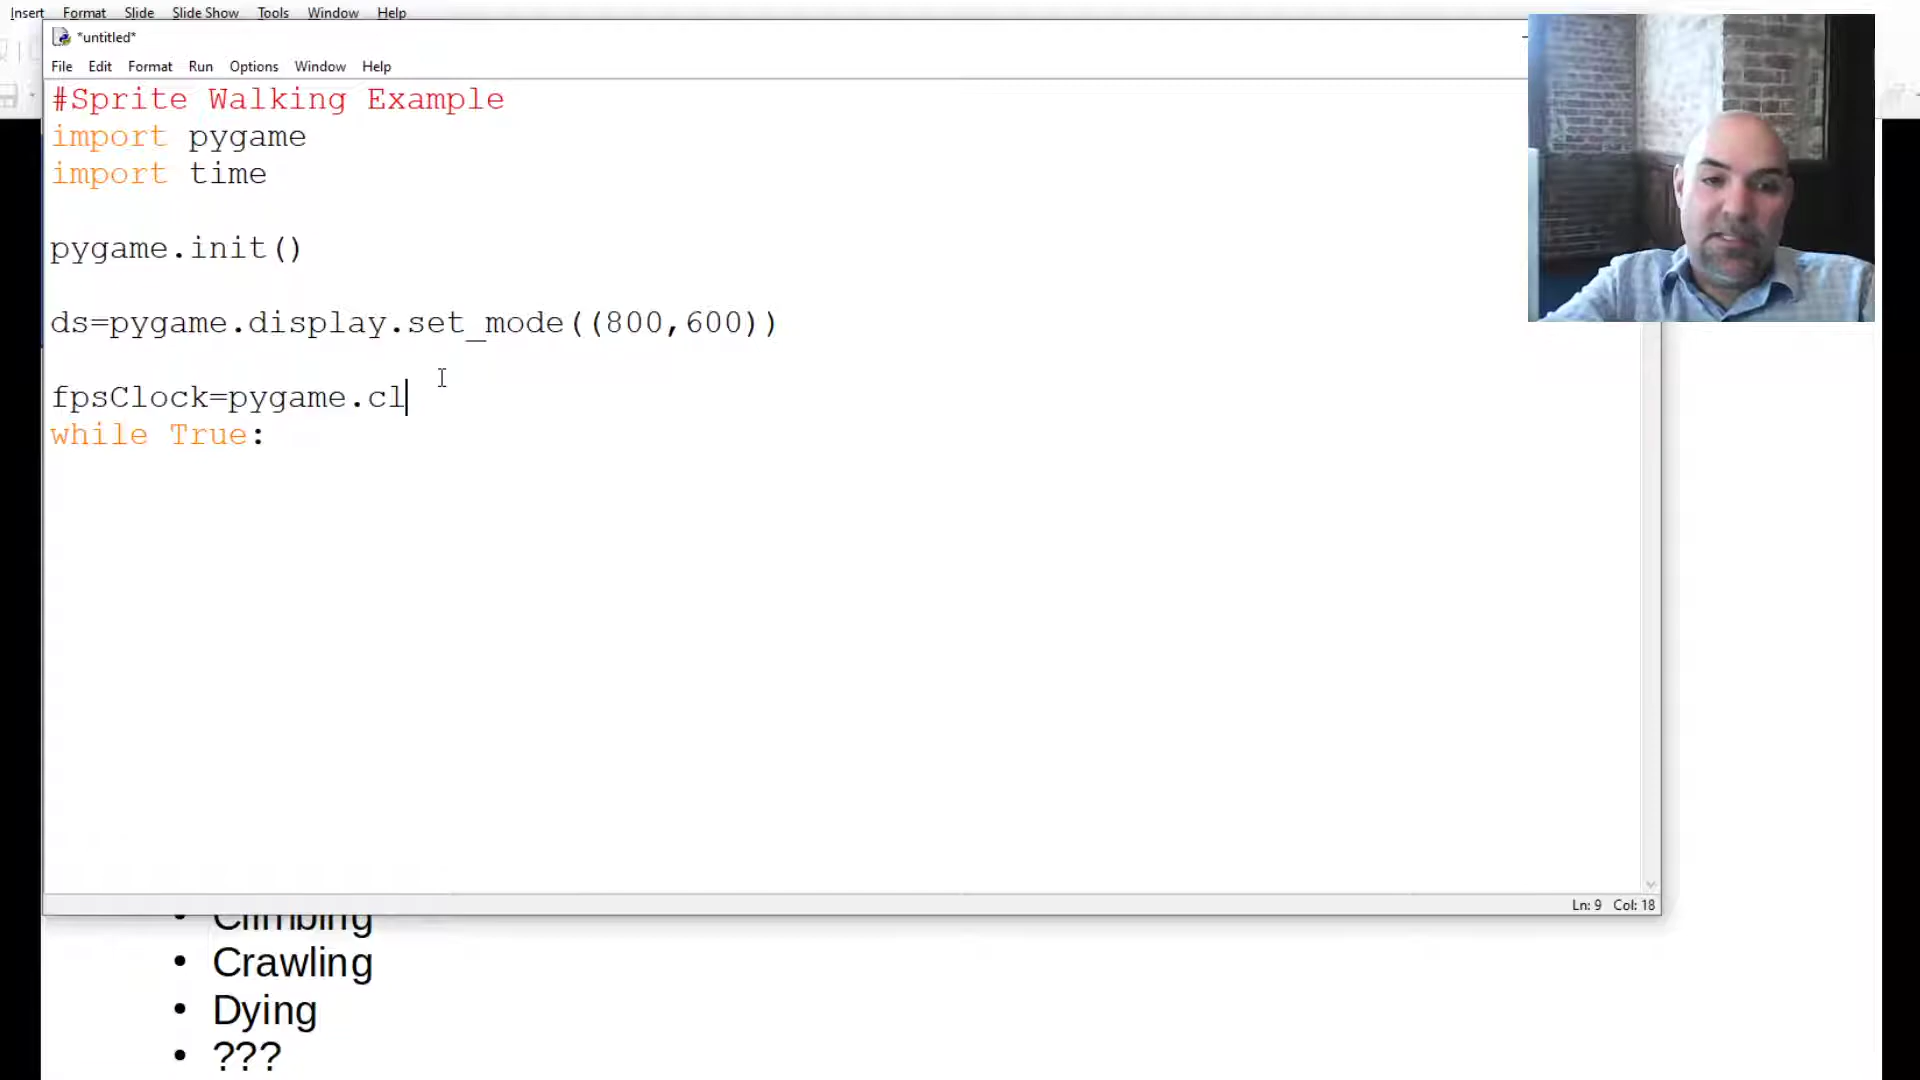 Insert Format Slide Slide Show Tools Window Help
*untitled*
File Edit Format Run Options Window Help
#Sprite Walking Example
import pygame
import time
pygame.init()
ds=pygame.display.set_mode((800,600))
fpsClock=pygame.cl
while True:
Ln: 9 Col: 18
• Climbing
• Crawling
• Dying
• ???